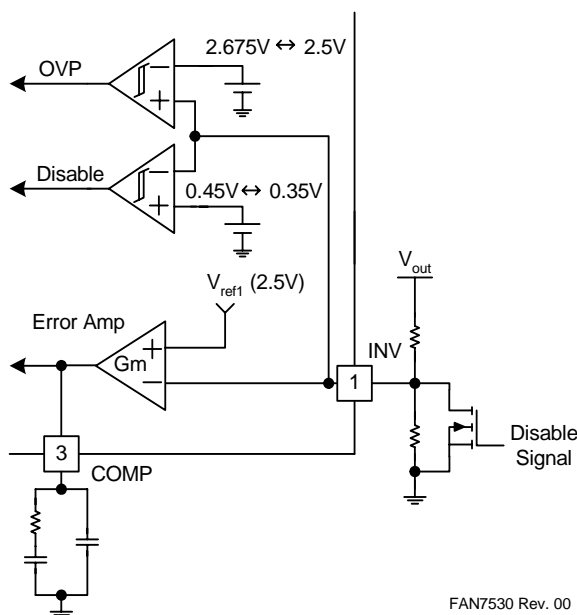 2.675V ↔ 2.5V
OVP
Disable
0.45V ↔ 0.35V
Vout
Vref1 (2.5V)
Error Amp
Gm
INV
1
Disable
Signal
3
COMP
FAN7530 Rev. 00